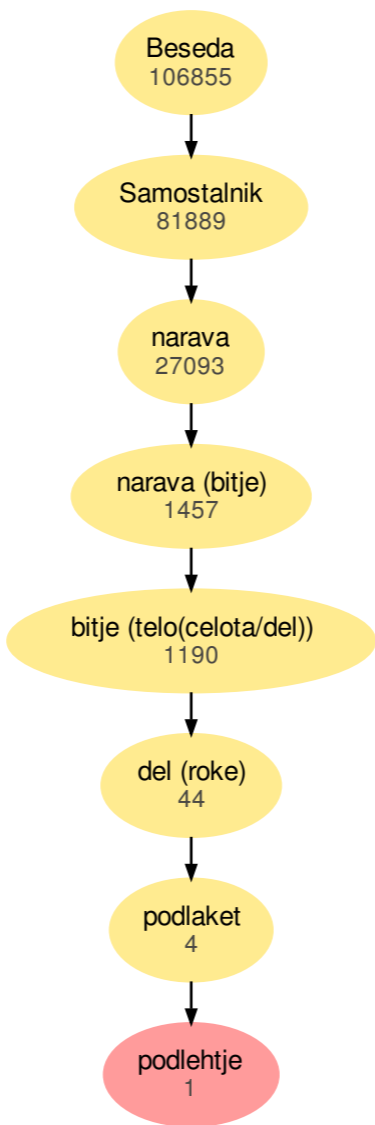 Beseda
106855
Samostalnik
81889
narava
27093
narava (bitje)
1457
bitje (telo(celota/del))
1190
del (roke)
44
podlaket
4
podlehtje
1